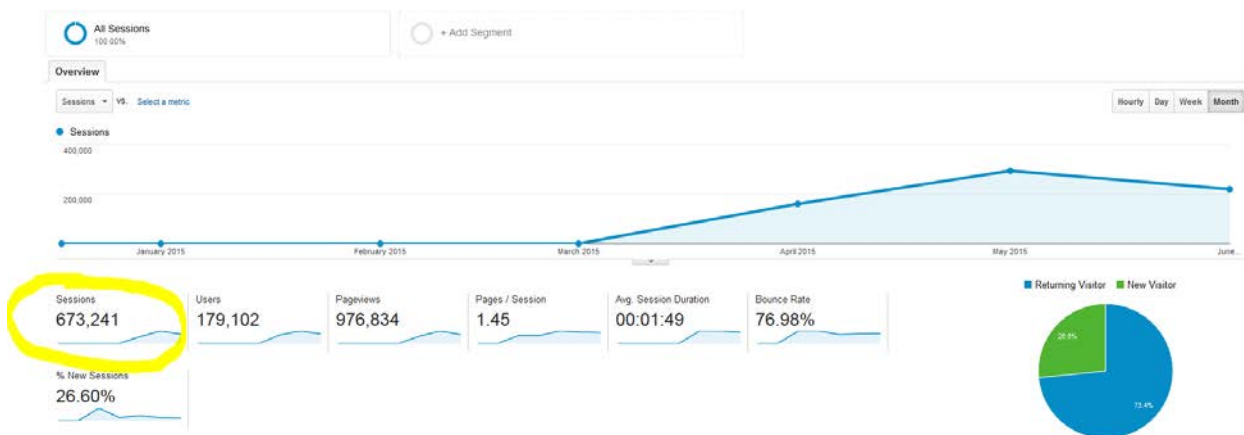 All Sessions
100.00%
+ Add Segment
Overview
Sessions VS. Select a metric
Hourly Day Week Month
Sessions
400,000
200,000
January 2015 February 2015 March 2015 April 2015 May 2015 June...
Sessions
673,241
Users
179,102
Pageviews
976,834
Pages / Session
1.45
Avg. Session Duration
00:01:49
Bounce Rate
76.98%
% New Sessions
26.60%
Returning Visitor New Visitor
73.4%